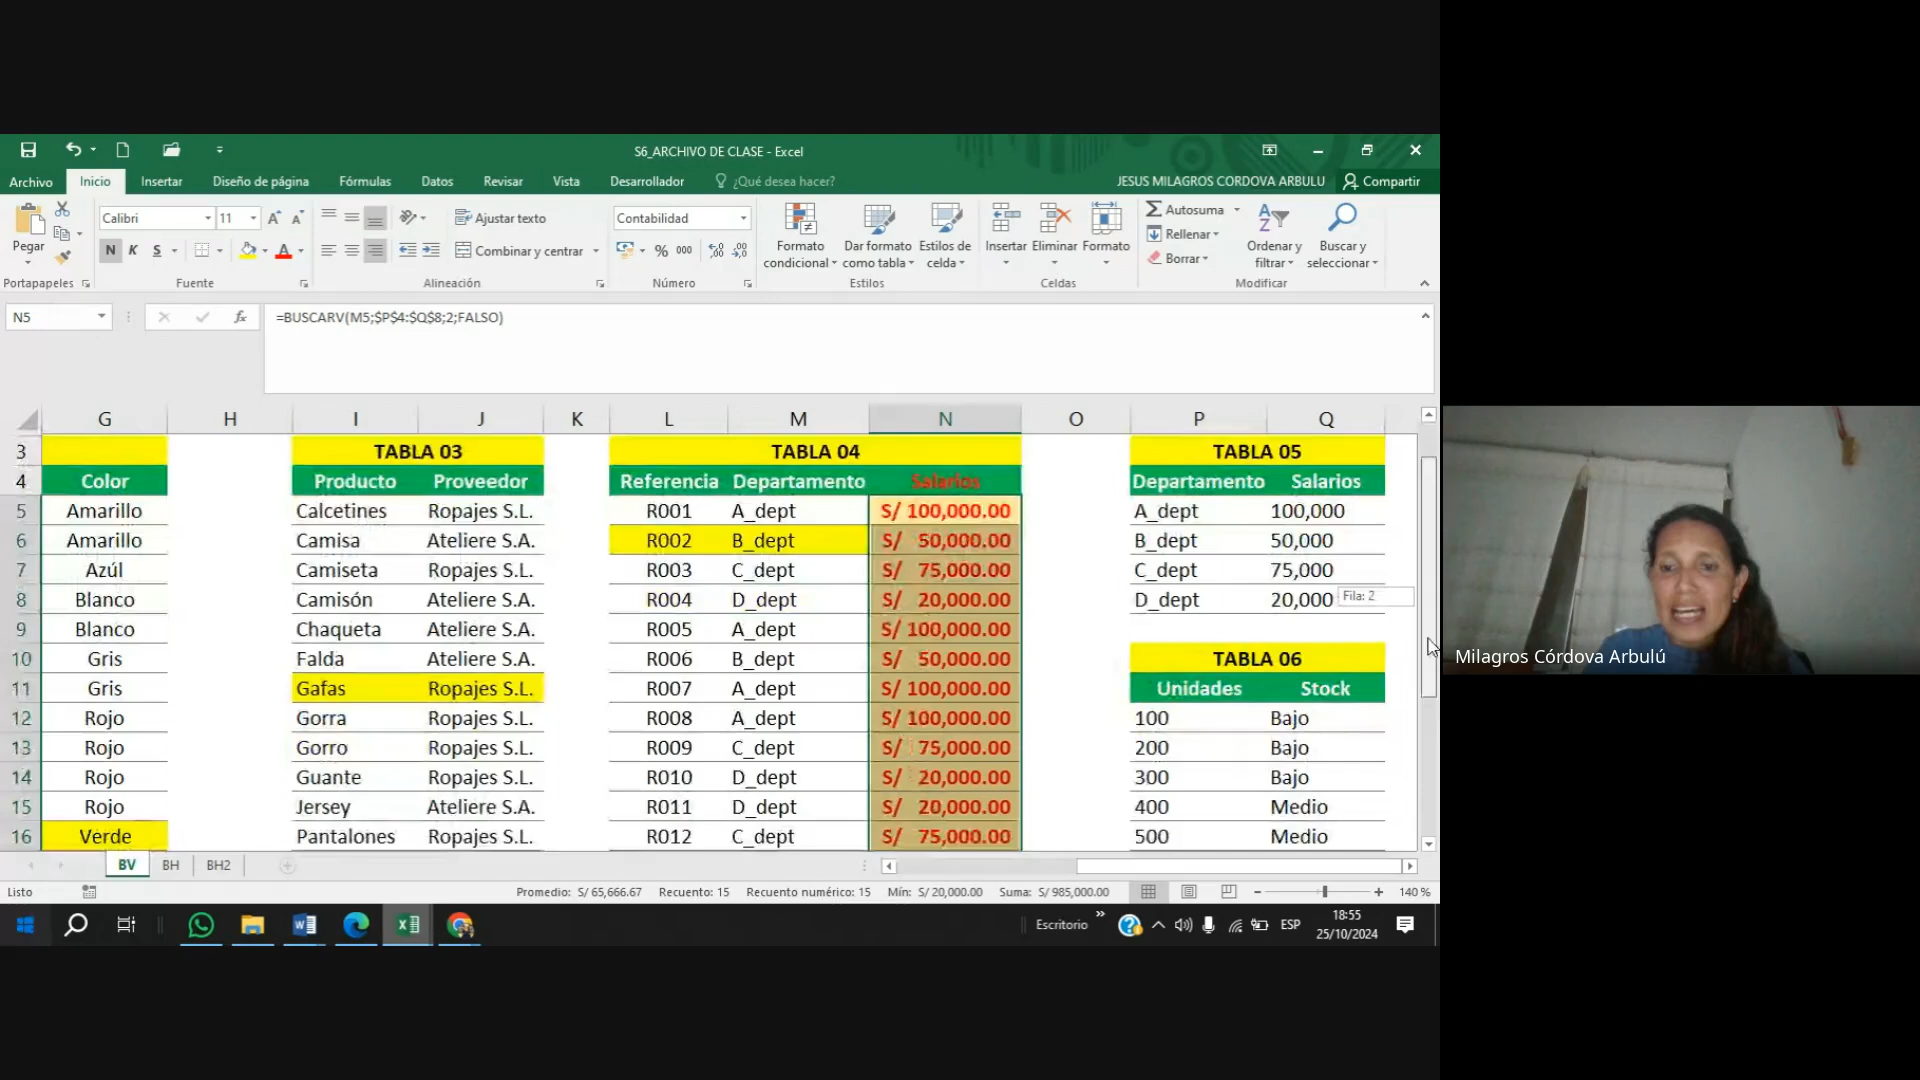 S6_ARCHIVO DE CLASE - Excel
Archivo Inicio Insertar Diseño de página Fórmulas Datos Revisar Vista Desarrollador ¿Qué desea hacer? JESUS MILAGROS CORDOVA ARBULU Compartir
Pegar
Calibri 11
N K S
Ajustar texto
Combinar y centrar
Contabilidad
% 000
Formato condicional
Dar formato como tabla
Estilos de celda
Insertar Eliminar Formato
Autosuma
Rellenar
Borrar
Ordenar y filtrar
Buscar y seleccionar
Portapapeles Fuente Alineación Número Estilos Celdas Modificar
N5 fx =BUSCARV(M5;$P$4:$Q$8;2;FALSO)
G H I J K L M N O P Q
3 TABLA 03 TABLA 04 TABLA 05
4 Color Producto Proveedor Referencia Departamento Salarios Departamento Salarios
5 Amarillo Calcetines Ropajes S.L. R001 A_dept S/ 100,000.00 A_dept 100,000
6 Amarillo Camisa Ateliere S.A. R002 B_dept S/ 50,000.00 B_dept 50,000
7 Azúl Camiseta Ropajes S.L. R003 C_dept S/ 75,000.00 C_dept 75,000
8 Blanco Camisón Ateliere S.A. R004 D_dept S/ 20,000.00 D_dept 20,000 Fila: 2
9 Blanco Chaqueta Ateliere S.A. R005 A_dept S/ 100,000.00
10 Gris Falda Ateliere S.A. R006 B_dept S/ 50,000.00 TABLA 06
11 Gris Gafas Ropajes S.L. R007 A_dept S/ 100,000.00 Unidades Stock
12 Rojo Gorra Ropajes S.L. R008 A_dept S/ 100,000.00 100 Bajo
13 Rojo Gorro Ropajes S.L. R009 C_dept S/ 75,000.00 200 Bajo
14 Rojo Guante Ropajes S.L. R010 D_dept S/ 20,000.00 300 Bajo
15 Rojo Jersey Ateliere S.A. R011 D_dept S/ 20,000.00 400 Medio
16 Verde Pantalones Ropajes S.L. R012 C_dept S/ 75,000.00 500 Medio
BV BH BH2
Listo Promedio: S/ 65,666.67 Recuento: 15 Recuento numérico: 15 Mín: S/ 20,000.00 Suma: S/ 985,000.00 140 %
Escritorio ESP 18:55
25/10/2024
Milagros Córdova Arbulú